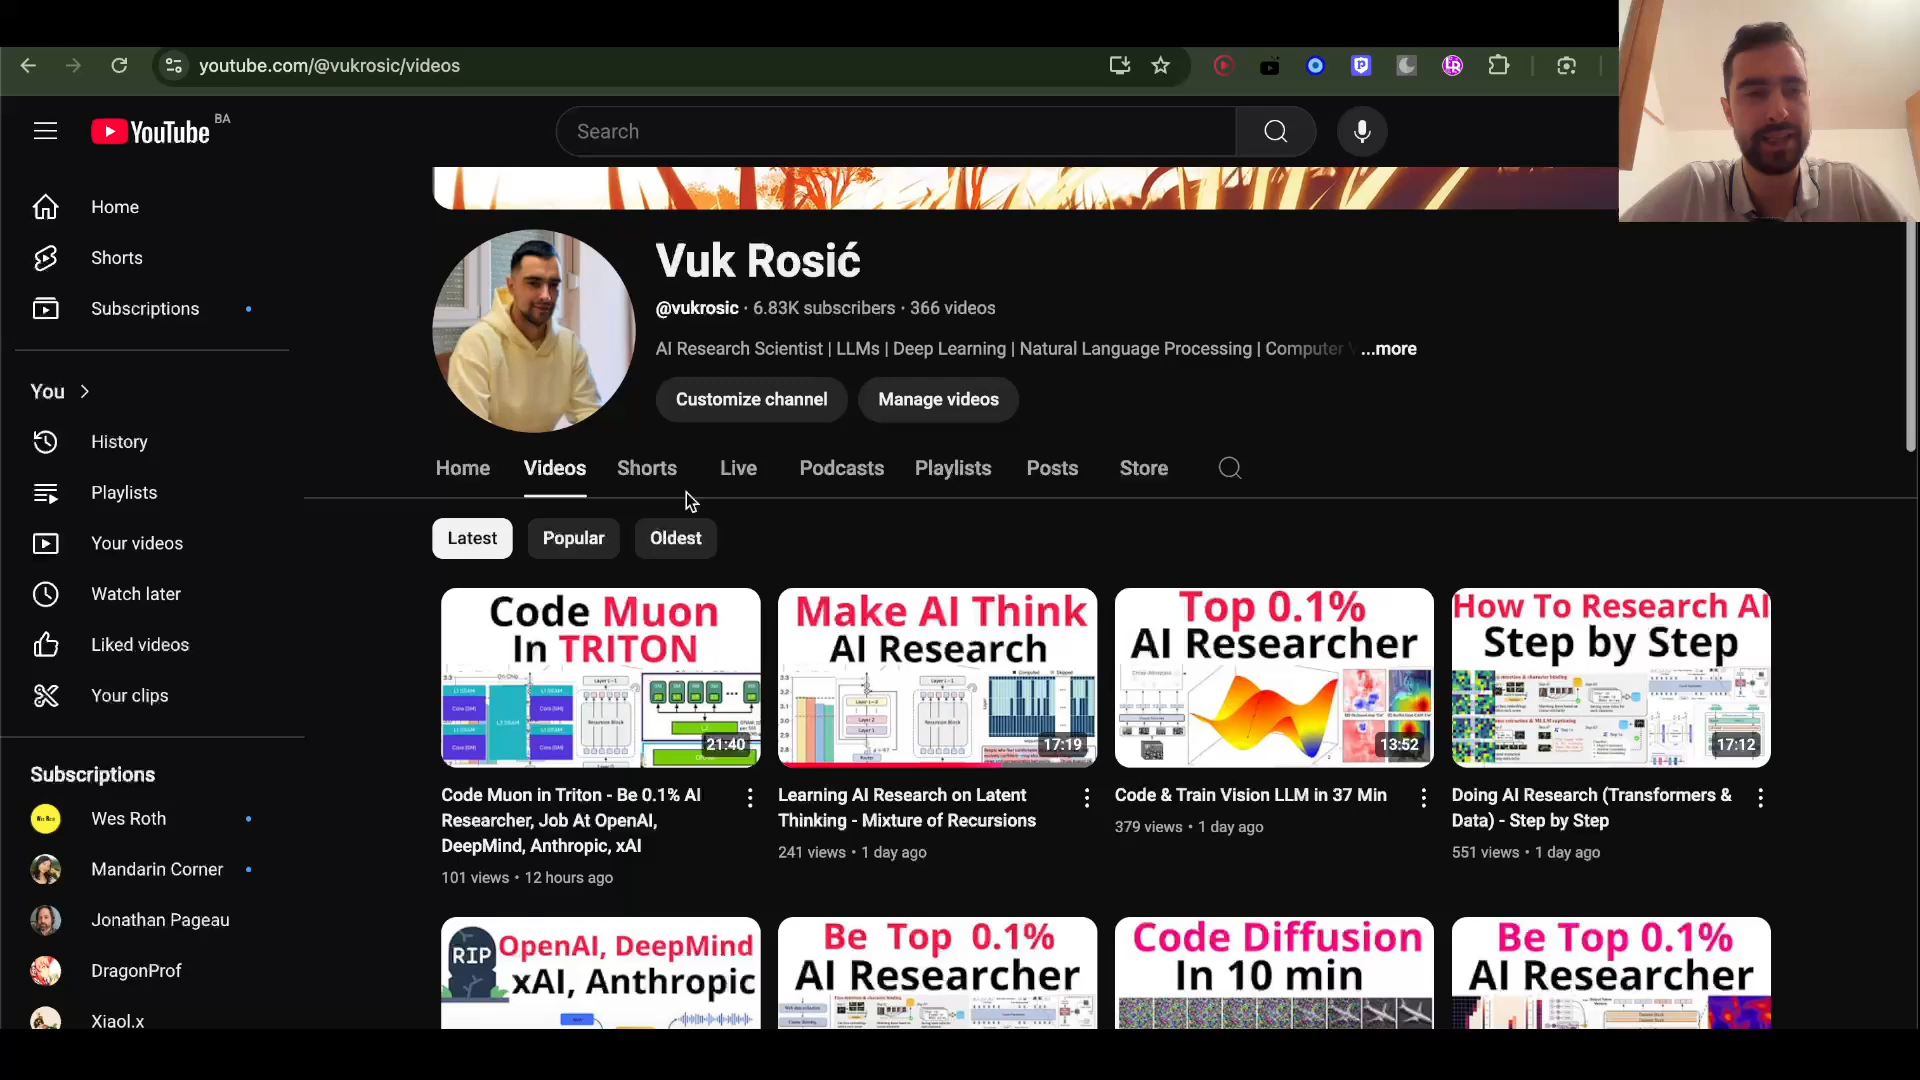 youtube.com/@vukrosic/videos
YouTube BA
Search
Home
Shorts
Subscriptions
You
History
Playlists
Your videos
Watch later
Liked videos
Your clips
Subscriptions
Wes Roth
Mandarin Corner
Jonathan Pageau
DragonProf
Xiaol.x
Vuk Rosić
@vukrosic · 6.83K subscribers · 366 videos
AI Research Scientist | LLMs | Deep Learning | Natural Language Processing | Computer ...more
Customize channel Manage videos
Home Videos Shorts Live Podcasts Playlists Posts Store
Latest Popular Oldest
Code Muon
In TRITON
21:40
Code Muon in Triton - Be 0.1% AI
Researcher, Job At OpenAI,
DeepMind, Anthropic, xAI
101 views · 12 hours ago
Make AI Think
AI Research
17:19
Learning AI Research on Latent
Thinking - Mixture of Recursions
241 views · 1 day ago
Top 0.1%
AI Researcher
13:52
Code & Train Vision LLM in 37 Min
379 views · 1 day ago
How To Research AI
Step by Step
17:12
Doing AI Research (Transformers &
Data) - Step by Step
551 views · 1 day ago
RIP
OpenAI, DeepMind
xAI, Anthropic
Be Top 0.1%
AI Researcher
Code Diffusion
In 10 min
Be Top 0.1%
AI Researcher